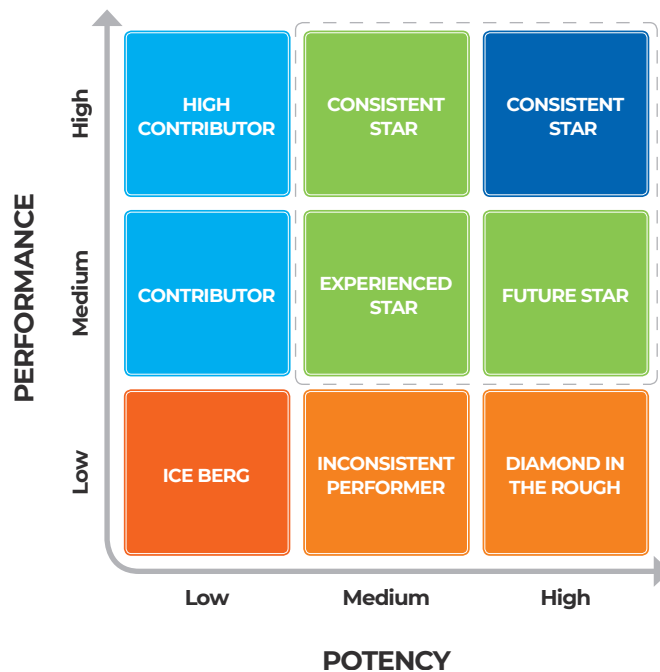 High
HIGH
CONTRIBUTOR
CONSISTENT
STAR
CONSISTENT
STAR
PERFORMANCE
Medium
CONTRIBUTOR
EXPERIENCED
STAR
FUTURE STAR
Low
ICE BERG
INCONSISTENT
PERFORMER
DIAMOND IN
THE ROUGH
Low
Medium
High
POTENCY